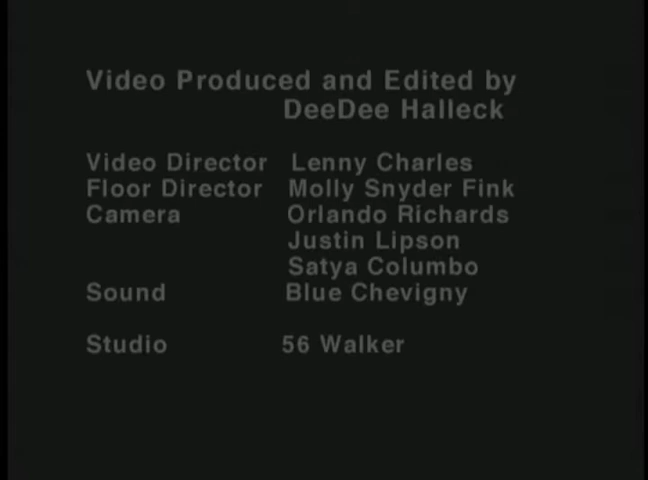 Video Produced and Edited by
DeeDee Halleck
Video Director Lenny Charles
Floor Director Molly Snyder Fink
Camera Orlando Richards
Justin Lipson
Satya Columbo
Sound Blue Chevigny
Studio 56 Walker